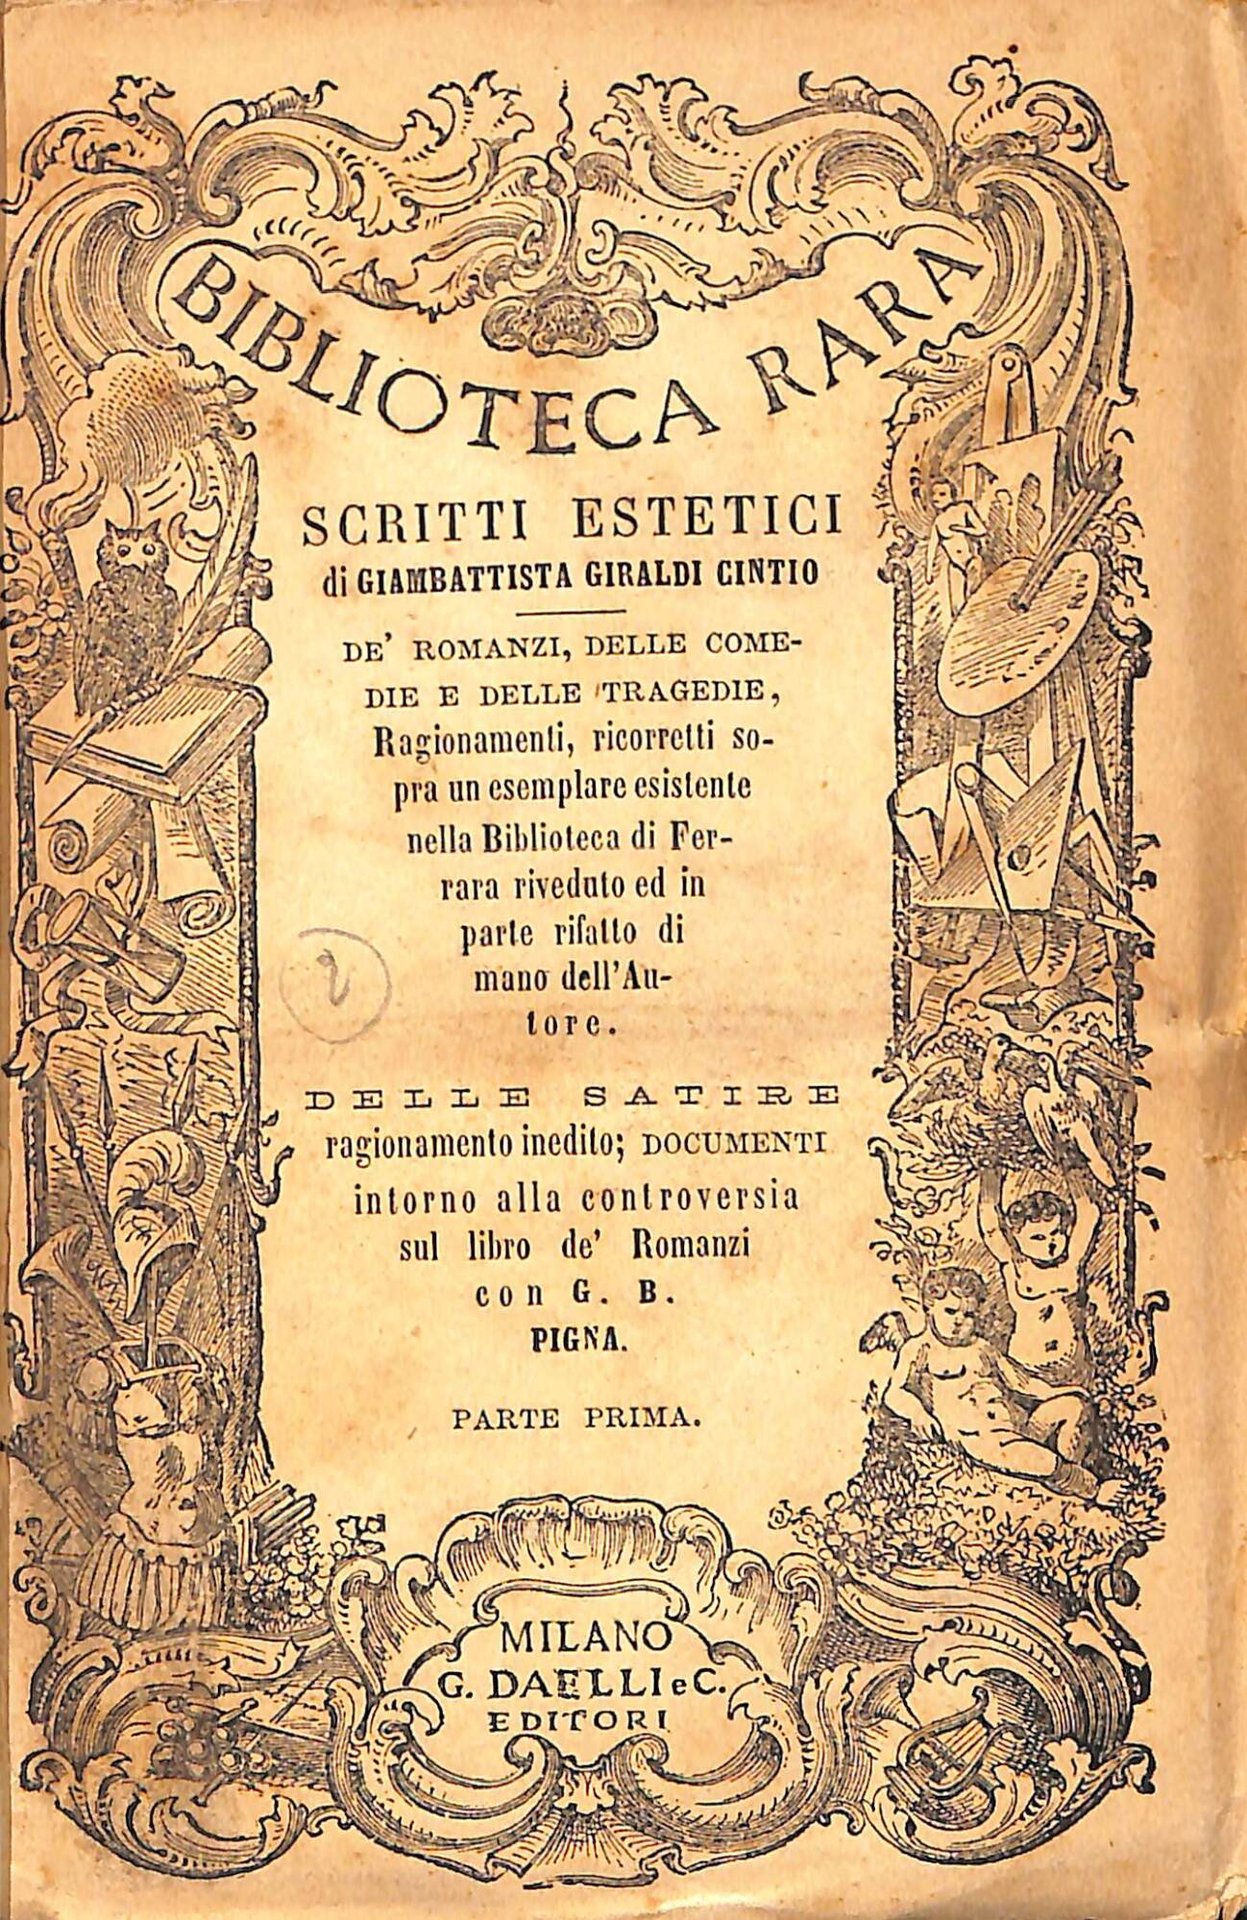 BIBLIOTECA RARA
SCRITTI ESTETICI
di GIAMBATTISTA GIRALDI CINTIO
DE' ROMANZI, DELLE COME-
DIE E DELLE TRAGEDIE,
Ragionamenti, ricorretti so-
pra un esemplare esistente
nella Biblioteca di Fer-
rara riveduto ed in
parte rifatto di
mano dell'Au-
tore.
2
DELLE SATIRE
ragionamento inedito; DOCUMENTI
intorno alla controversia
sul libro de' Romanzi
con G. B.
PIGNA.
PARTE PRIMA.
MILANO
G. DAELLI e C.
EDITORI